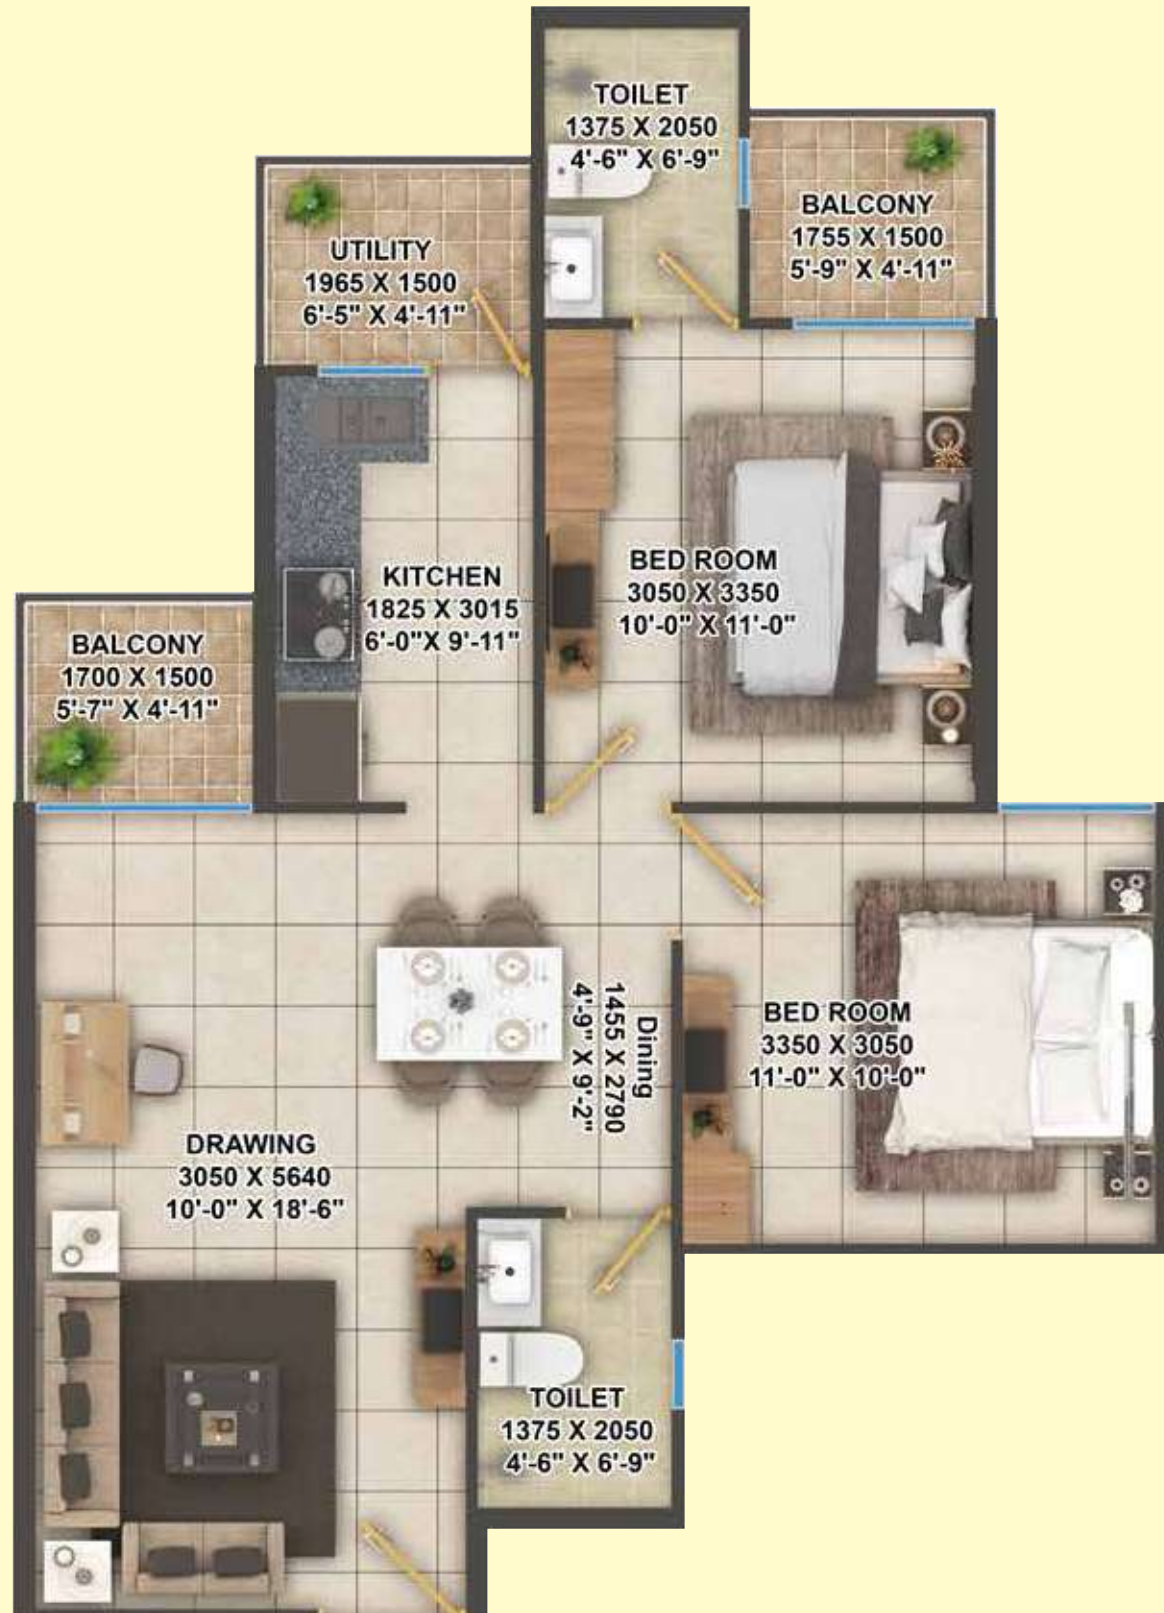 TOILET
1375 X 2050
4'-6" X 6'-9"
BALCONY
1755 X 1500
5'-9" X 4'-11"
UTILITY
1965 X 1500
6'-5" X 4'-11"
KITCHEN
1825 X 3015
6'-0"X 9'-11"
BED ROOM
3050 X 3350
10'-0" X 11'-0"
BALCONY
1700 X 1500
5'-7" X 4'-11"
Dining
1455 X 2790
4'-9" X 9'-2"
BED ROOM
3350 X 3050
11'-0" X 10'-0"
DRAWING
3050 X 5640
10'-0" X 18'-6"
TOILET
1375 X 2050
4'-6" X 6'-9"